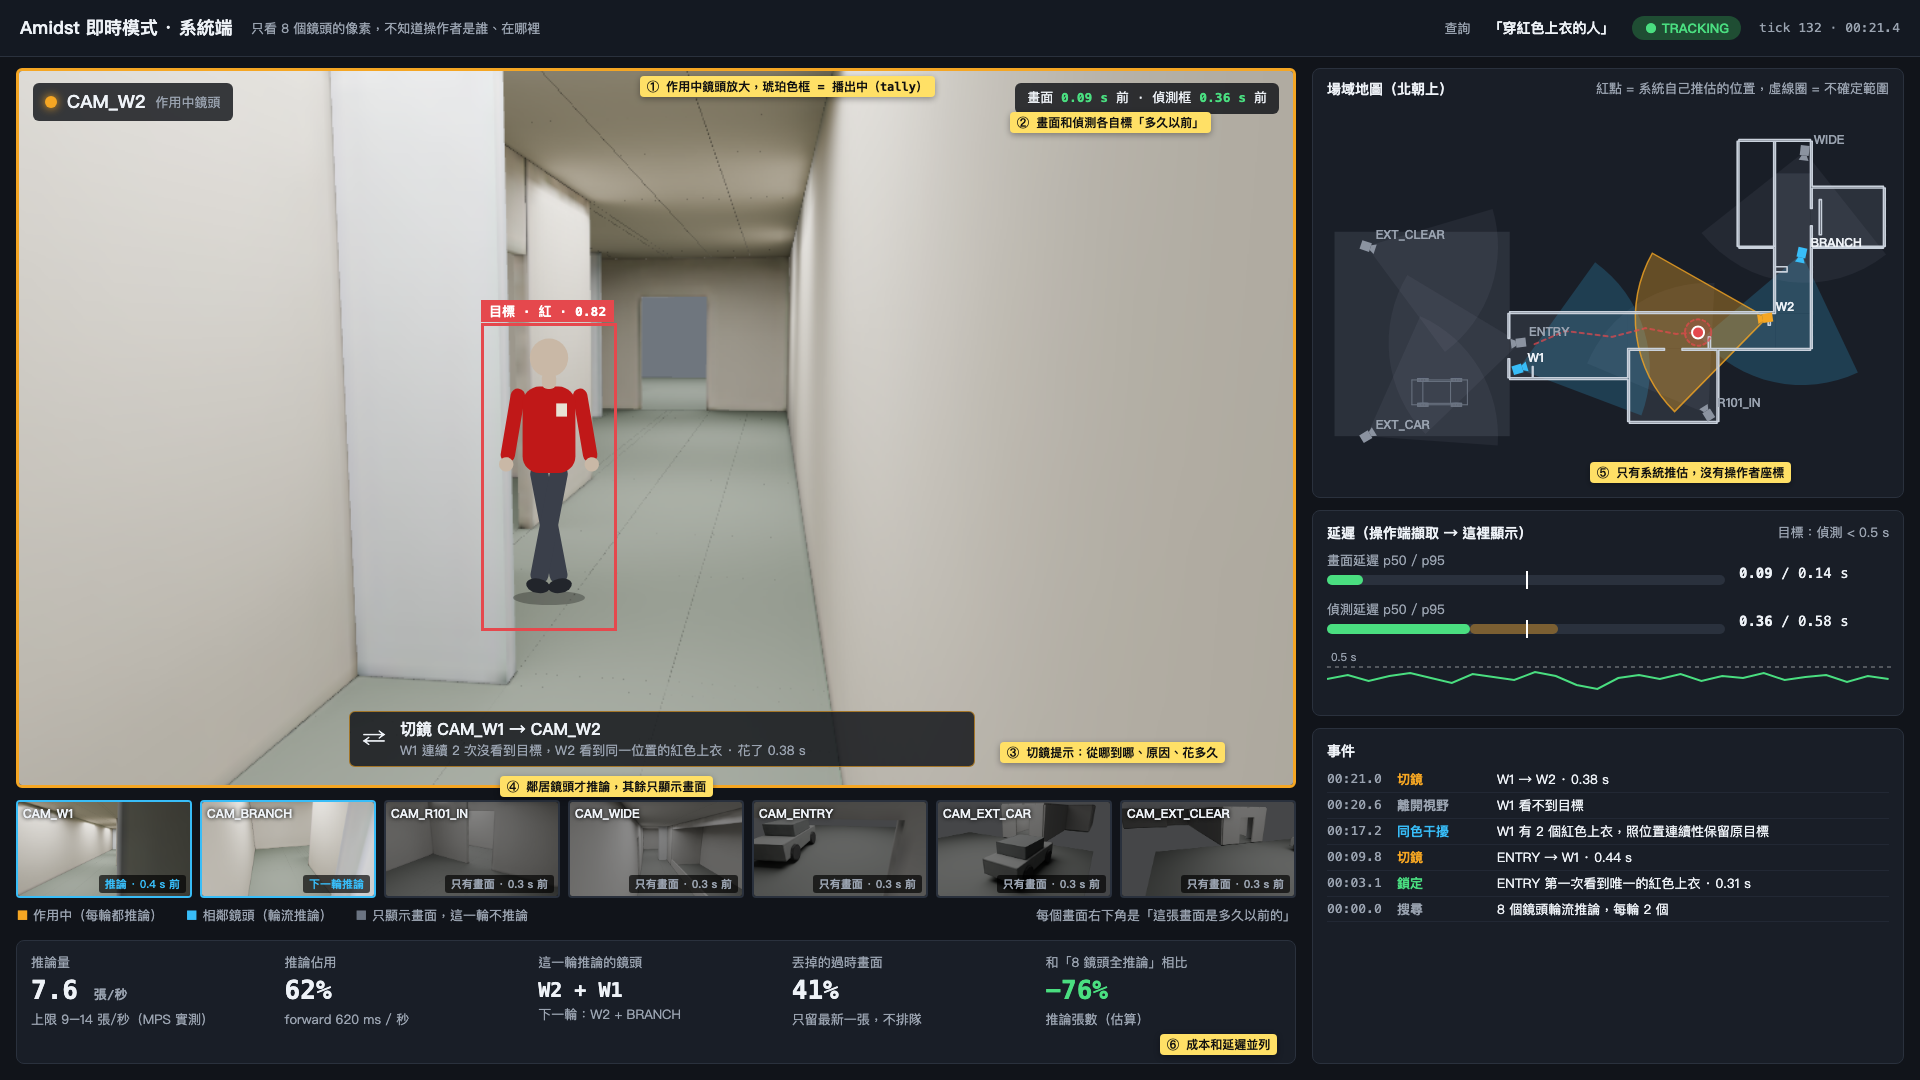 Amidst 即時模式 · 系統端
只看 8 個鏡頭的像素，不知道操作者是誰、在哪裡
查詢 「穿紅色上衣的人」
TRACKING
tick 132 · 00:21.4
CAM_W2 作用中鏡頭
① 作用中鏡頭放大，琥珀色框 = 播出中（tally）
畫面 0.09 s 前 · 偵測框 0.36 s 前
② 畫面和偵測各自標「多久以前」
目標 · 紅 · 0.82
切鏡 CAM_W1 → CAM_W2
W1 連續 2 次沒看到目標，W2 看到同一位置的紅色上衣 · 花了 0.38 s
③ 切鏡提示：從哪到哪、原因、花多久
④ 鄰居鏡頭才推論，其餘只顯示畫面
CAM_W1
推論 · 0.4 s 前
CAM_BRANCH
下一輪推論
CAM_R101_IN
只有畫面 · 0.3 s 前
CAM_WIDE
只有畫面 · 0.3 s 前
CAM_ENTRY
只有畫面 · 0.3 s 前
CAM_EXT_CAR
只有畫面 · 0.3 s 前
CAM_EXT_CLEAR
只有畫面 · 0.3 s 前
作用中（每輪都推論） 相鄰鏡頭（輪流推論） 只顯示畫面，這一輪不推論
每個畫面右下角是「這張畫面是多久以前的」
推論量
7.6 張/秒
上限 9–14 張/秒（MPS 實測）
推論佔用
62%
forward 620 ms / 秒
這一輪推論的鏡頭
W2 + W1
下一輪：W2 + BRANCH
丟掉的過時畫面
41%
只留最新一張，不排隊
和「8 鏡頭全推論」相比
−76%
推論張數（估算）
⑥ 成本和延遲並列
場域地圖（北朝上）
紅點 = 系統自己推估的位置，虛線圈 = 不確定範圍
WIDE
EXT_CLEAR
BRANCH
W2
ENTRY
W1
R101_IN
EXT_CAR
⑤ 只有系統推估，沒有操作者座標
延遲（操作端擷取 → 這裡顯示）
目標：偵測 < 0.5 s
畫面延遲 p50 / p95
0.09 / 0.14 s
偵測延遲 p50 / p95
0.36 / 0.58 s
0.5 s
事件
00:21.0 切鏡 W1 → W2 · 0.38 s
00:20.6 離開視野 W1 看不到目標
00:17.2 同色干擾 W1 有 2 個紅色上衣，照位置連續性保留原目標
00:09.8 切鏡 ENTRY → W1 · 0.44 s
00:03.1 鎖定 ENTRY 第一次看到唯一的紅色上衣 · 0.31 s
00:00.0 搜尋 8 個鏡頭輪流推論，每輪 2 個